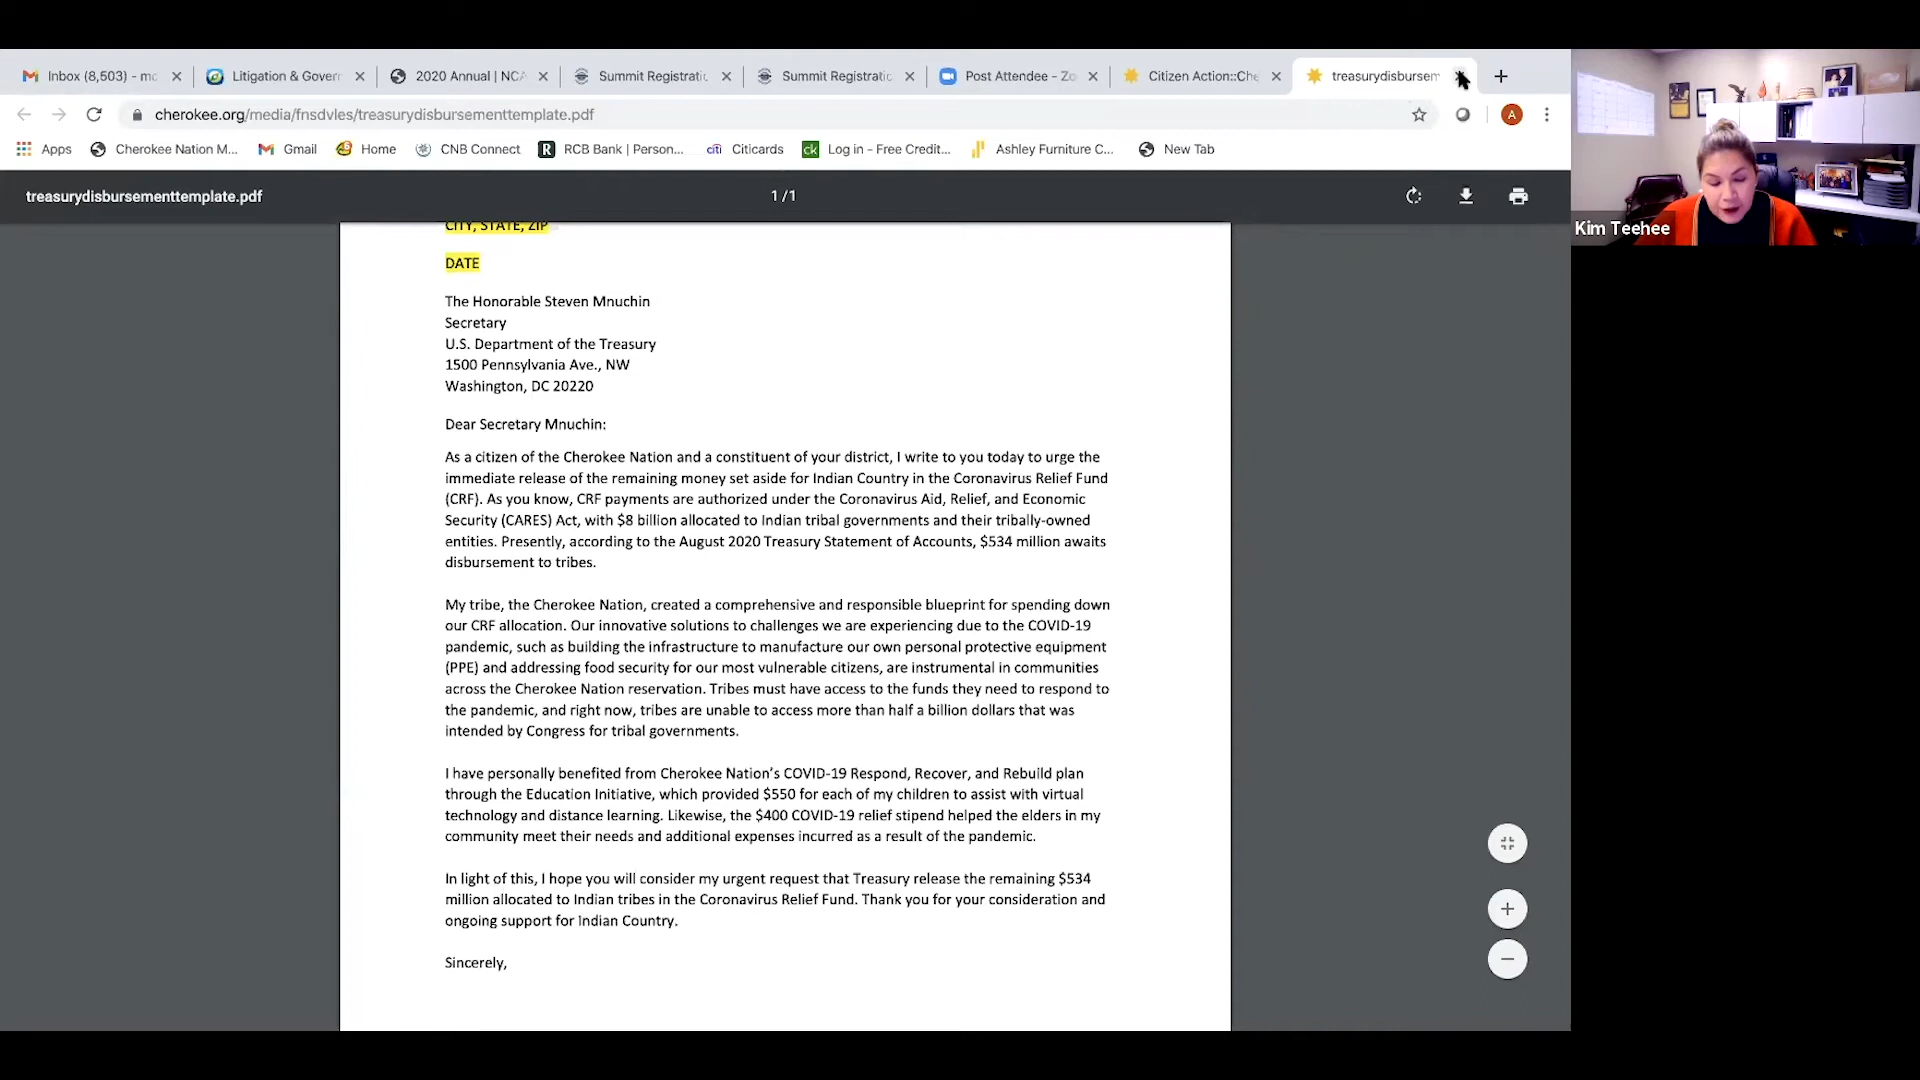 Inbox (8,503) - mc
Litigation & Govern
2020 Annual | NCA
Summit Registratic
Summit Registratic
Post Attendee - Zo
Citizen Action::Che
treasurydisbursem
cherokee.org/media/fnsdvles/treasurydisbursementtemplate.pdf
A
Apps
Cherokee Nation M...
Gmail
Home
CNB Connect
R
RCB Bank | Person...
citi
Citicards
ck
Log in - Free Credit...
Ashley Furniture C...
New Tab
treasurydisbursementtemplate.pdf
1 / 1
Kim Teehee
CITY, STATE, ZIP
DATE
The Honorable Steven Mnuchin
Secretary
U.S. Department of the Treasury
1500 Pennsylvania Ave., NW
Washington, DC 20220
Dear Secretary Mnuchin:
As a citizen of the Cherokee Nation and a constituent of your district, I write to you today to urge the
immediate release of the remaining money set aside for Indian Country in the Coronavirus Relief Fund
(CRF). As you know, CRF payments are authorized under the Coronavirus Aid, Relief, and Economic
Security (CARES) Act, with $8 billion allocated to Indian tribal governments and their tribally-owned
entities. Presently, according to the August 2020 Treasury Statement of Accounts, $534 million awaits
disbursement to tribes.
My tribe, the Cherokee Nation, created a comprehensive and responsible blueprint for spending down
our CRF allocation. Our innovative solutions to challenges we are experiencing due to the COVID-19
pandemic, such as building the infrastructure to manufacture our own personal protective equipment
(PPE) and addressing food security for our most vulnerable citizens, are instrumental in communities
across the Cherokee Nation reservation. Tribes must have access to the funds they need to respond to
the pandemic, and right now, tribes are unable to access more than half a billion dollars that was
intended by Congress for tribal governments.
I have personally benefited from Cherokee Nation's COVID-19 Respond, Recover, and Rebuild plan
through the Education Initiative, which provided $550 for each of my children to assist with virtual
technology and distance learning. Likewise, the $400 COVID-19 relief stipend helped the elders in my
community meet their needs and additional expenses incurred as a result of the pandemic.
In light of this, I hope you will consider my urgent request that Treasury release the remaining $534
million allocated to Indian tribes in the Coronavirus Relief Fund. Thank you for your consideration and
ongoing support for Indian Country.
Sincerely,